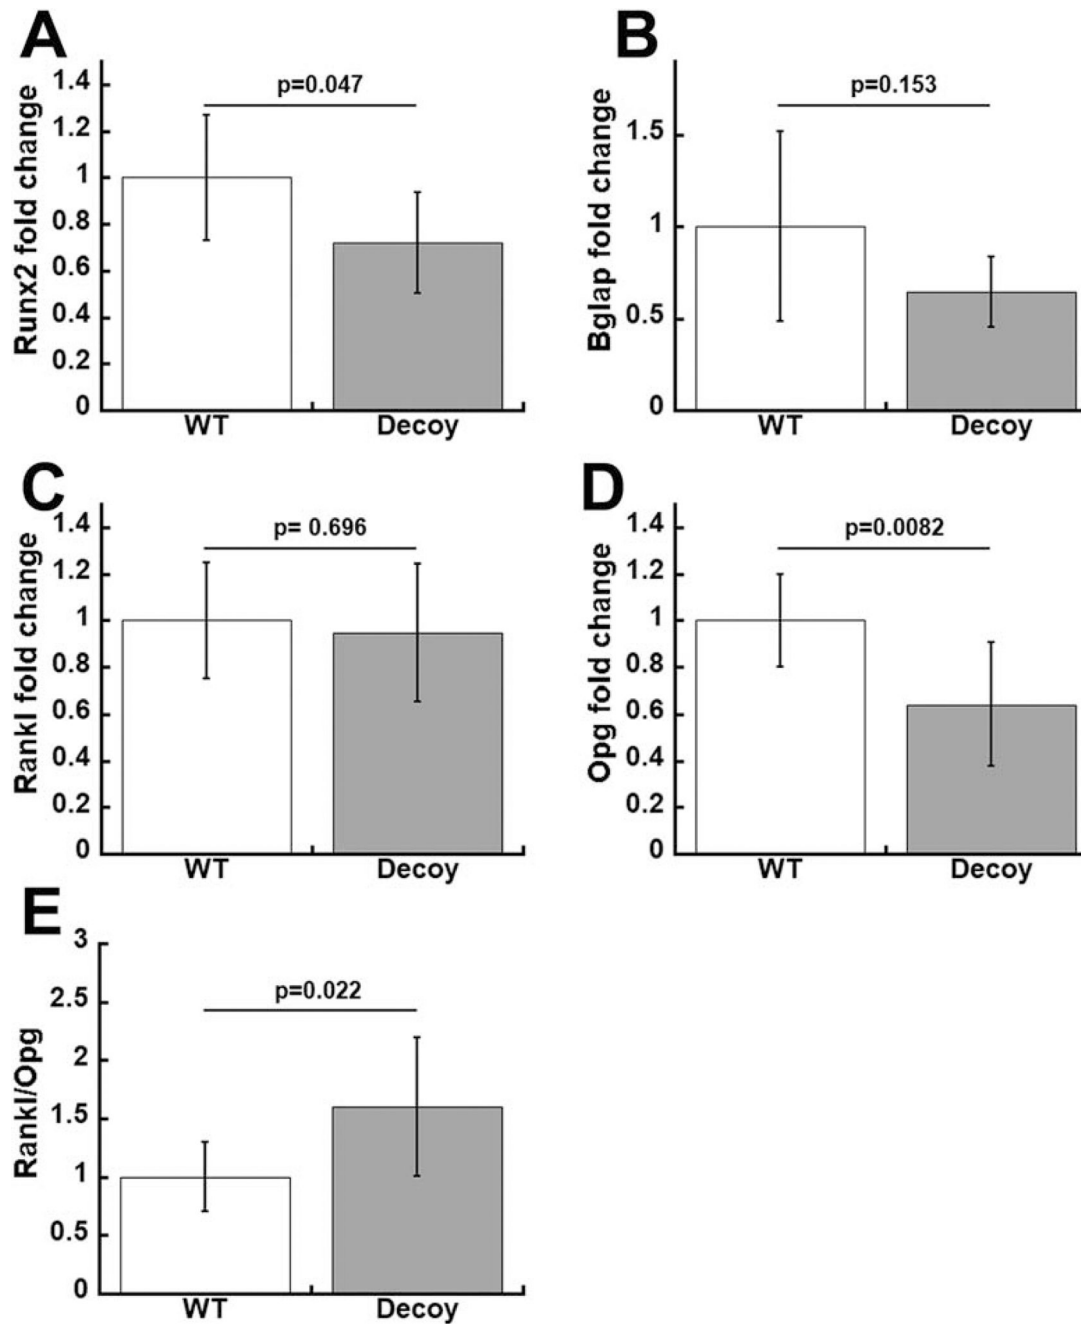 A
Runx2 fold change
1.4
1.2
1
0.8
0.6
0.4
0.2
0
p=0.047
WT
Decoy
B
Bglap fold change
1.5
1
0.5
0
p=0.153
WT
Decoy
C
Rankl fold change
1.4
1.2
1
0.8
0.6
0.4
0.2
0
p= 0.696
WT
Decoy
D
Opg fold change
1.4
1.2
1
0.8
0.6
0.4
0.2
0
p=0.0082
WT
Decoy
E
Rankl/Opg
3
2.5
2
1.5
1
0.5
0
p=0.022
WT
Decoy